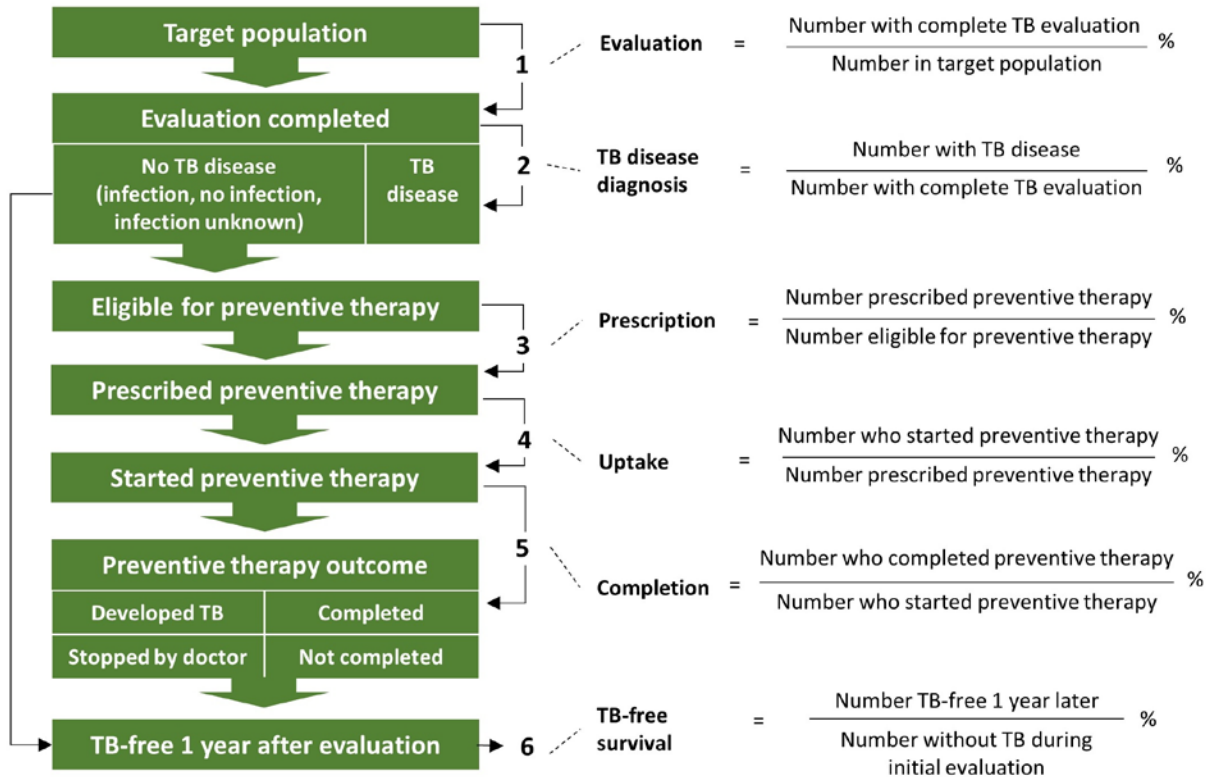 Target population
1
Evaluation
=
Number with complete TB evaluation
Number in target population
%
Evaluation completed
No TB disease
(infection, no infection,
infection unknown)
TB
disease
2
TB disease
diagnosis
=
Number with TB disease
Number with complete TB evaluation
%
Eligible for preventive therapy
3
Prescription
=
Number prescribed preventive therapy
Number eligible for preventive therapy
%
Prescribed preventive therapy
4
Uptake
=
Number who started preventive therapy
Number prescribed preventive therapy
%
Started preventive therapy
5
Completion
=
Number who completed preventive therapy
Number who started preventive therapy
%
Preventive therapy outcome
Developed TB
Completed
Stopped by doctor
Not completed
TB-free 1 year after evaluation
6
TB-free
survival
=
Number TB-free 1 year later
Number without TB during
initial evaluation
%